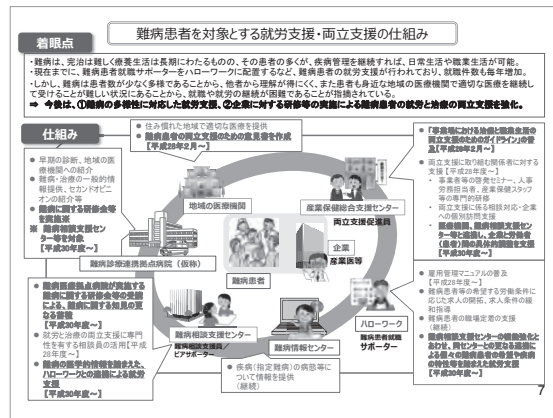 難病患者を対象とする就労支援・両立支援の仕組み
着眼点
・難病は、完治は難しく療養生活は長期にわたるものの、その患者の多くが、疾病管理を継続すれば、日常生活や職業生活が可能。
・現在までに、難病患者就職サポーターをハローワークに配置するなど、難病患者の就労支援が行われており、就職件数も毎年増加。
・しかし、難病は患者数が少なく多様であることから、他者から理解が得にくく、また患者も身近な地域の医療機関で適切な医療を継続し
て受けることが難しい状況にあることから、就職や就労の継続が困難であることが指摘されている。
⇒ 今後は、①難病の多様性に対応した就労支援、②企業に対する研修等の実施による難病患者の就労と治療の両立支援を強化。
仕組み
• 早期の診断、地域の医
療機関への紹介
• 難病・治療の一般的情
報提供、セカンドオピニ
オンの紹介等
• 難病に関する研修会等
を実施※
※ 難病相談支援セン
ター等を対象
【平成30年度~】
• 住み慣れた地域で適切な医療を提供
• 難病患者の両立支援のための意見書を作成
【平成28年2月~】
• 「事業場における治療と職業生活の
両立支援のためのガイドライン」の普
及【平成28年2月~】
• 両立支援に取り組む関係者に対する
支援【平成28年度~】
• 事業者等の啓発セミナー、人事
労務担当者、産業保健スタッフ
等の専門的研修
• 両立支援に係る相談対応・企業
への個別訪問支援
• 医療機関、難病相談支援セン
ター等と連携し、企業と労働者
(患者)間の具体的調整を支援
【平成30年度~】
地域の医療機関
産業保健総合支援センター
両立支援促進員
企業
産業医等
難病診療連携拠点病院(仮称)
難病患者
• 難病医療拠点病院が実施する
難病に関する研修会等の受講
による、難病に関する知見の更
なる蓄積
【平成30年度~】
• 就労と治療の両立支援に専門
性を有する相談員の活用【平成
28年度~】
• 難病の医学的情報を踏まえた、
ハローワークとの連携による就労
支援
【平成30年度~】
難病相談支援センター
難病相談支援員/
ピアサポーター
難病情報センター
• 疾病(指定難病)の病態等に
ついて情報を提供
(継続)
ハローワーク
難病患者就職
サポーター
• 雇用管理マニュアルの普及
【平成28年度~】
• 難病患者等の希望する労働条件
に応じた求人の開拓、求人条件の緩
和指導
• 難病患者の職場定着の支援
(継続)
• 難病相談支援センターの機能強化と
あわせ、同センターとの更なる連携に
よる個々の難病患者の希望や疾病
の特性等を踏まえた就労支援
【平成30年度~】
7